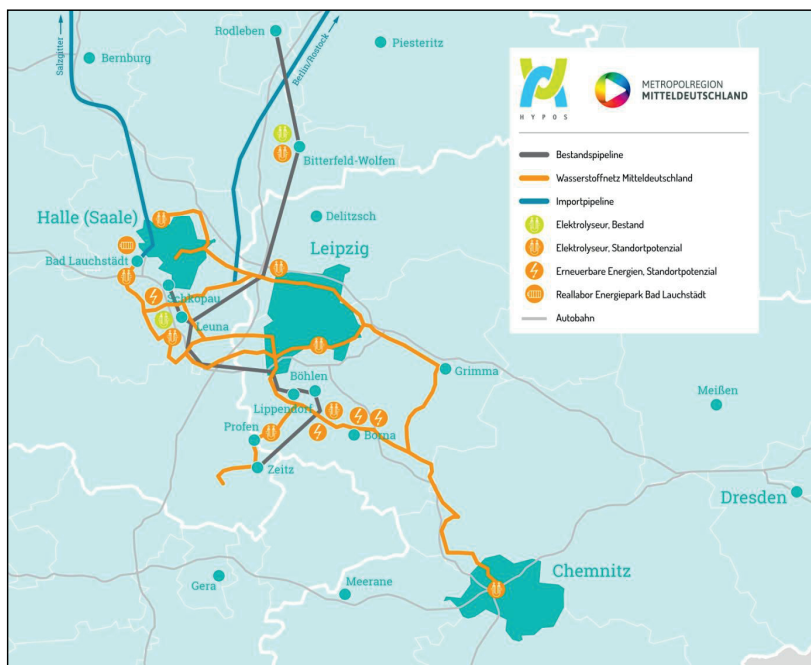 Salzgitter
Berlin/Rostock
Rodleben
Piesteritz
Bernburg
HYPOS
METROPOLREGION
MITTELDEUTSCHLAND
Bestandspipeline
Wasserstoffnetz Mitteldeutschland
Importpipeline
Elektrolyseur, Bestand
Elektrolyseur, Standortpotenzial
Erneuerbare Energien, Standortpotenzial
Reallabor Energiepark Bad Lauchstädt
Autobahn
Bitterfeld-Wolfen
Delitzsch
Halle (Saale)
Leipzig
Bad Lauchstädt
Schkopau
Leuna
Böhlen
Grimma
Lippendorf
Meißen
Profen
Borna
Zeitz
Dresden
Chemnitz
Gera
Meerane